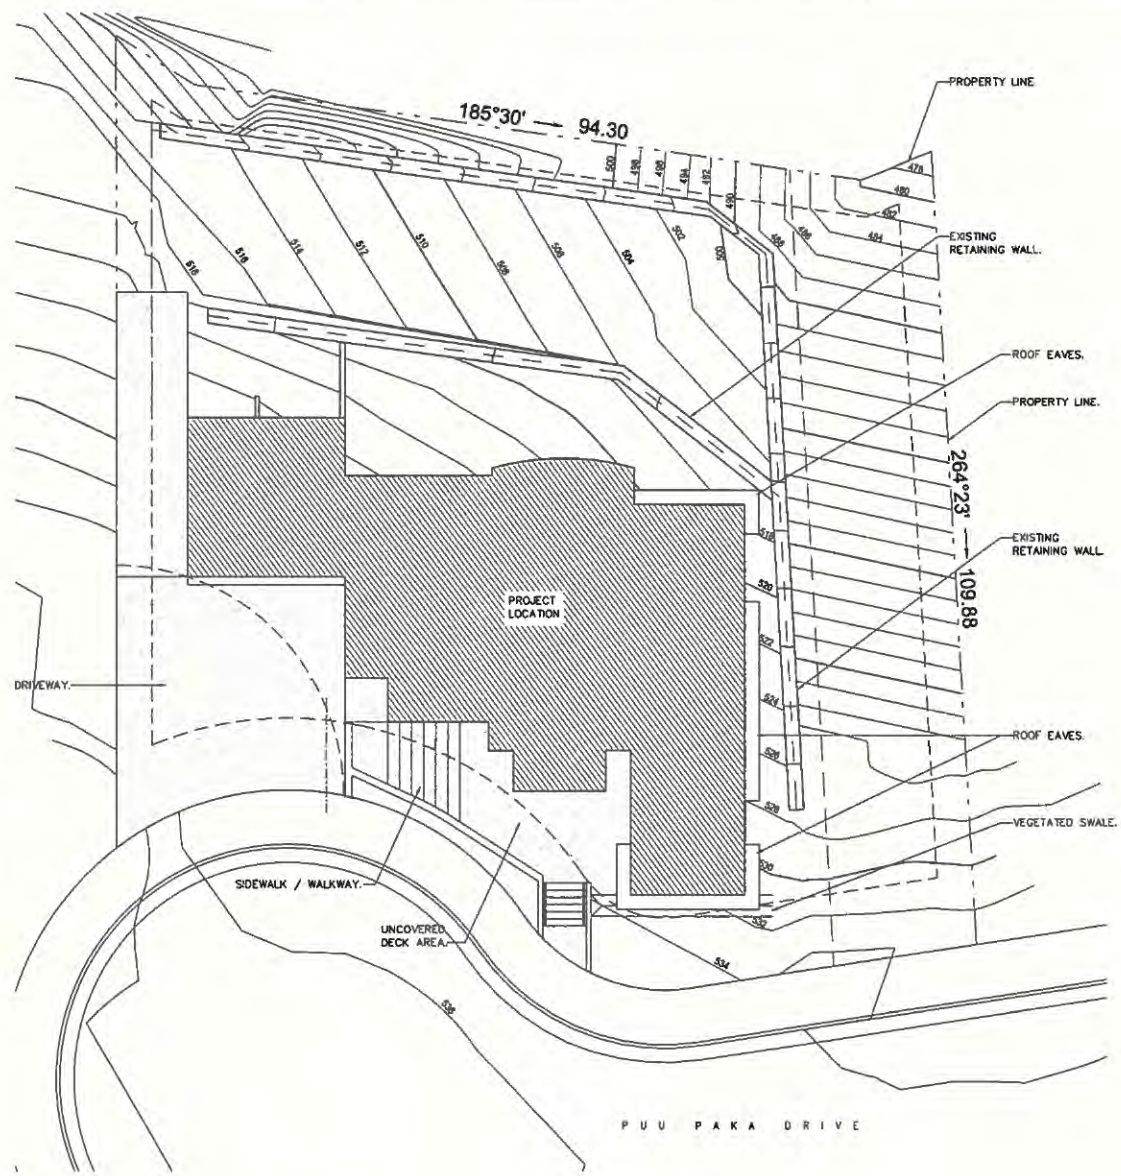 PROPERTY LINE
185°30' 94.30
478
480
482
484
500
498
496
494
492
490
488
486
EXISTING
RETAINING WALL.
502
500
504
506
508
510
512
514
516
518
ROOF EAVES.
PROPERTY LINE.
264°23' 109.88
518
EXISTING
RETAINING WALL
520
PROJECT
LOCATION
522
DRIVEWAY.
524
ROOF EAVES.
526
528
VEGETATED SWALE.
530
SIDEWALK / WALKWAY.
532
UNCOVERED
DECK AREA.
534
536
PUU PAKA DRIVE